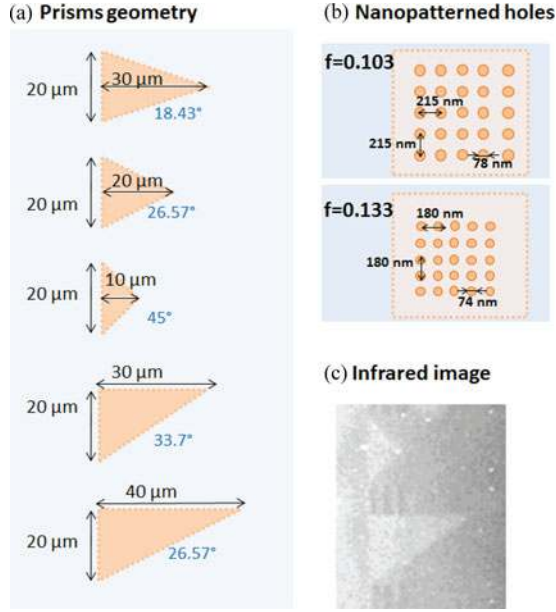 (a) Prisms geometry
20 µm
30 µm
18.43°
20 µm
20 µm
26.57°
20 µm
10 µm
45°
30 µm
20 µm
33.7°
40 µm
20 µm
26.57°
(b) Nanopatterned holes
f=0.103
215 nm
215 nm
78 nm
f=0.133
180 nm
180 nm
74 nm
(c) Infrared image